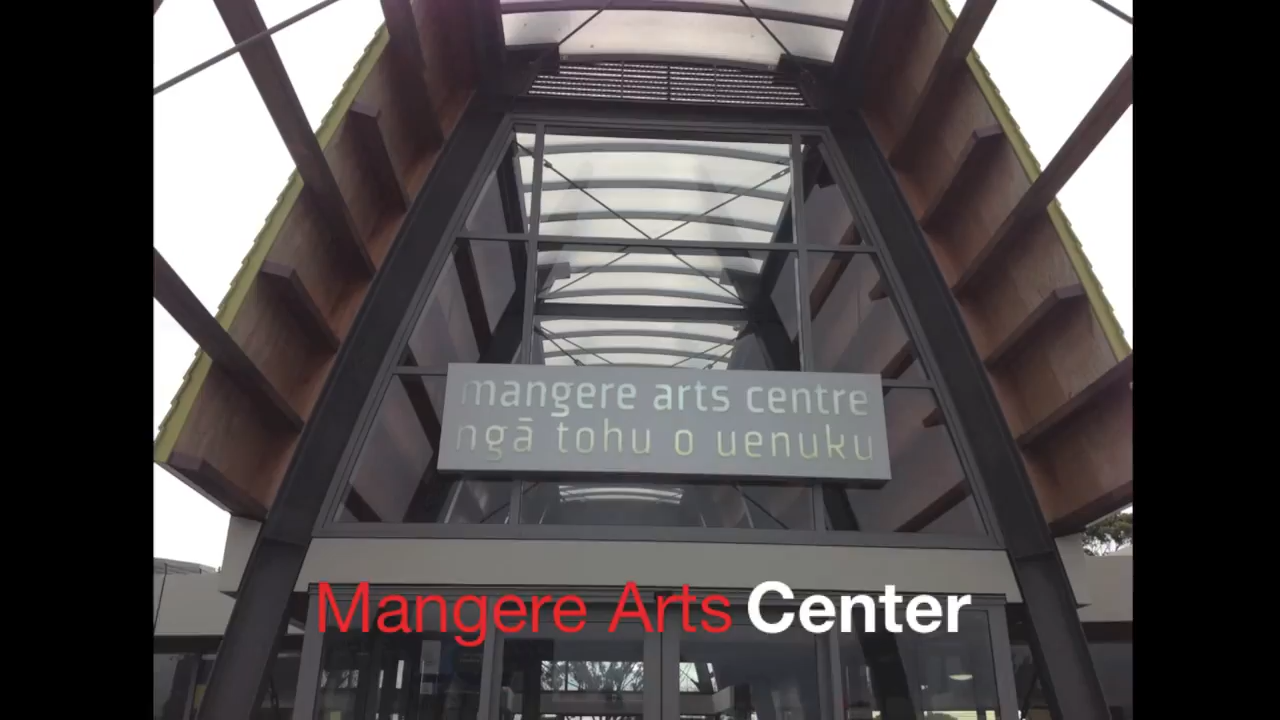 mangere arts centre
ngā tohu o uenuku
Mangere Arts Center